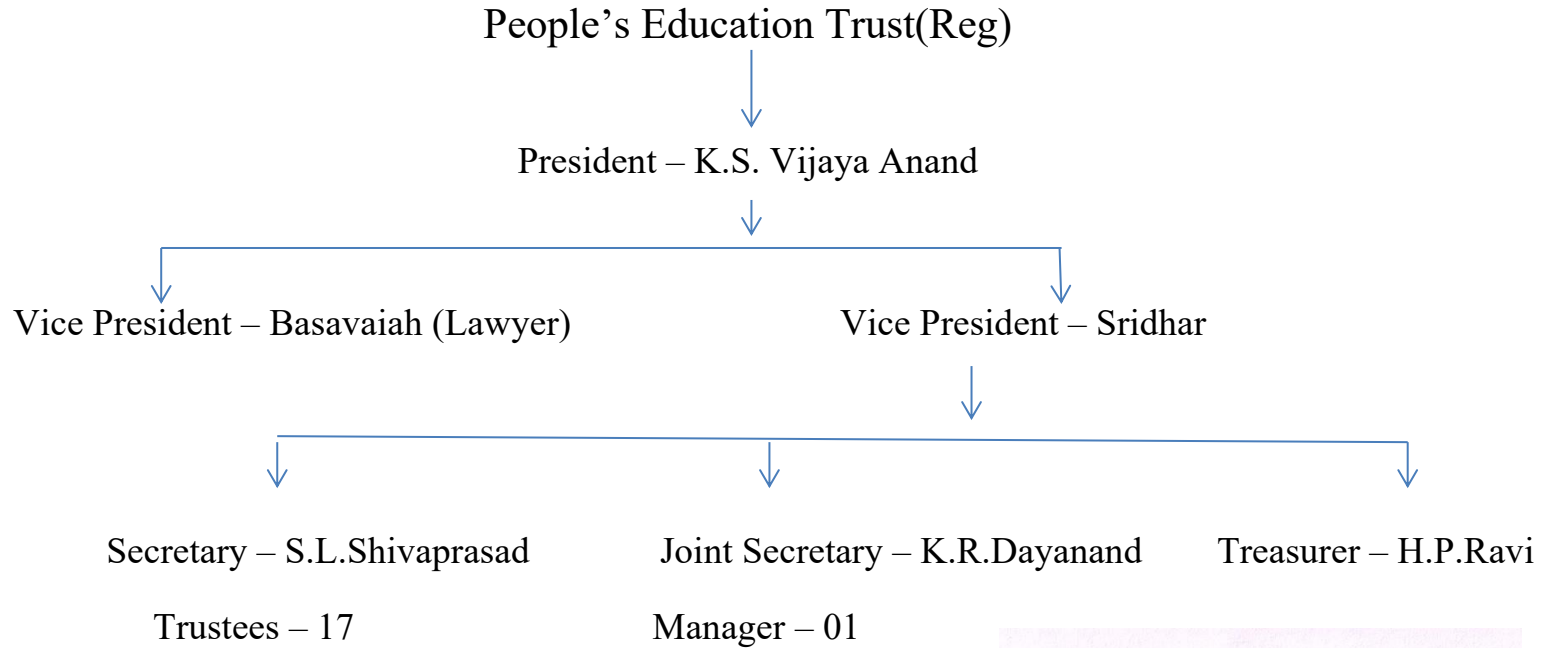 People’s Education Trust(Reg)
President – K.S. Vijaya Anand
Vice President – Basavaiah (Lawyer)
Vice President – Sridhar
Secretary – S.L.Shivaprasad
Joint Secretary – K.R.Dayanand
Treasurer – H.P.Ravi
Trustees – 17
Manager – 01